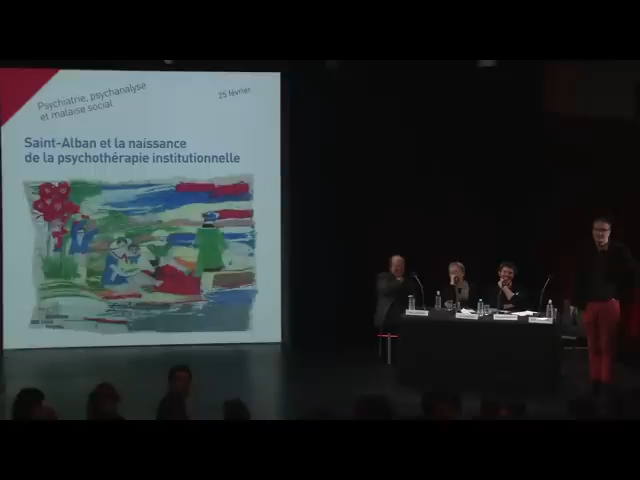 Psychiatrie, psychanalyse
et malaise social
25 février
Saint-Alban et la naissance
de la psychothérapie institutionnelle